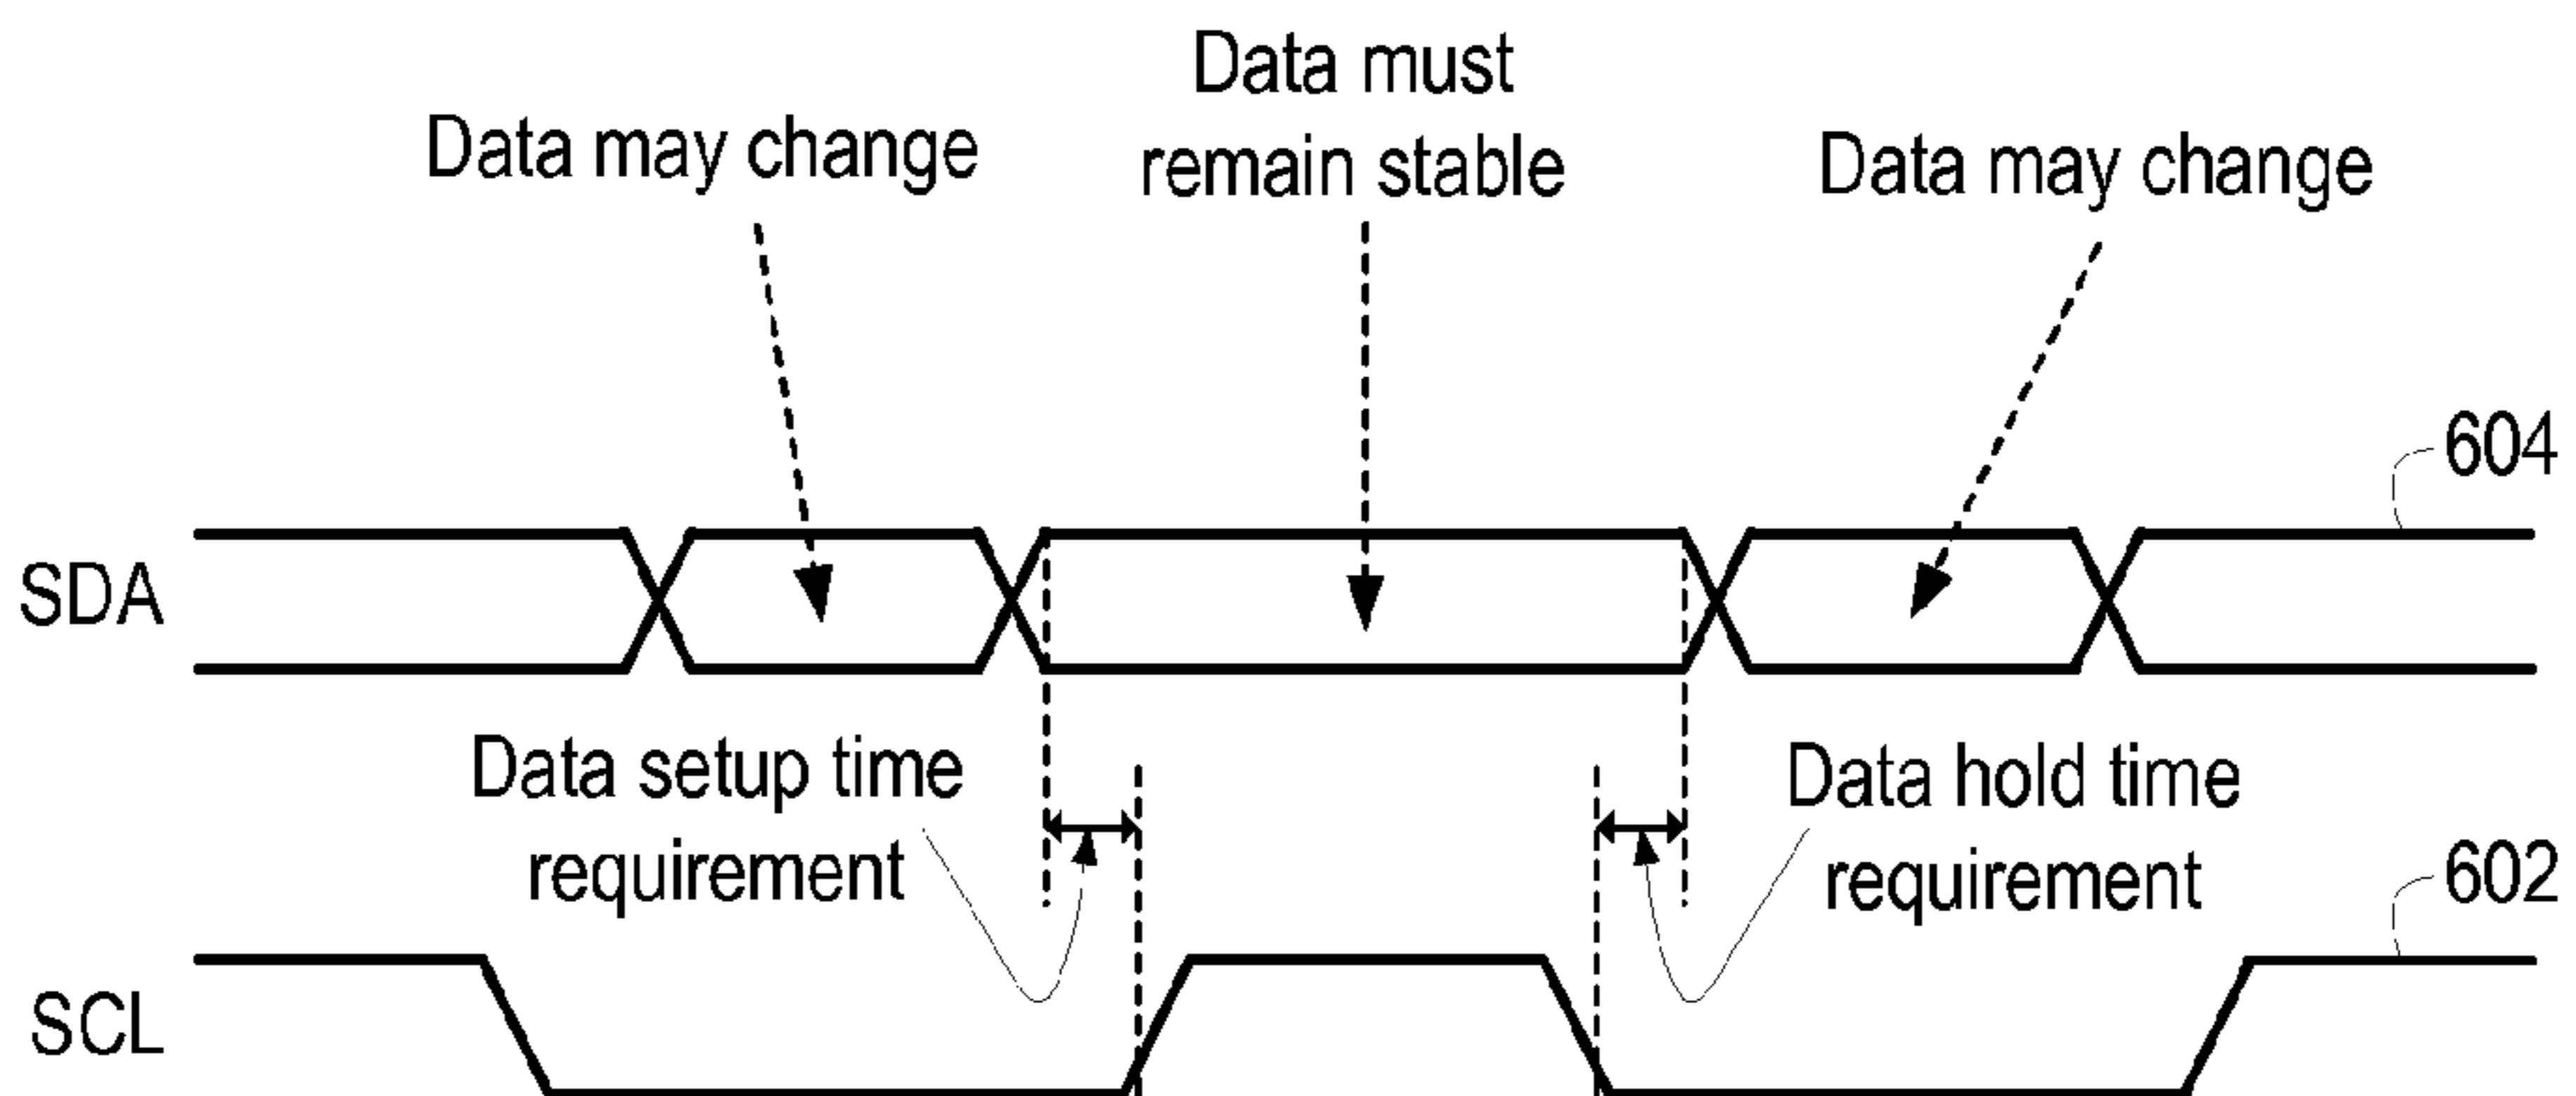 Data must
remain stable
Data may change
Data may change
604
SDA
Data setup time
requirement
Data hold time
requirement
602
SCL